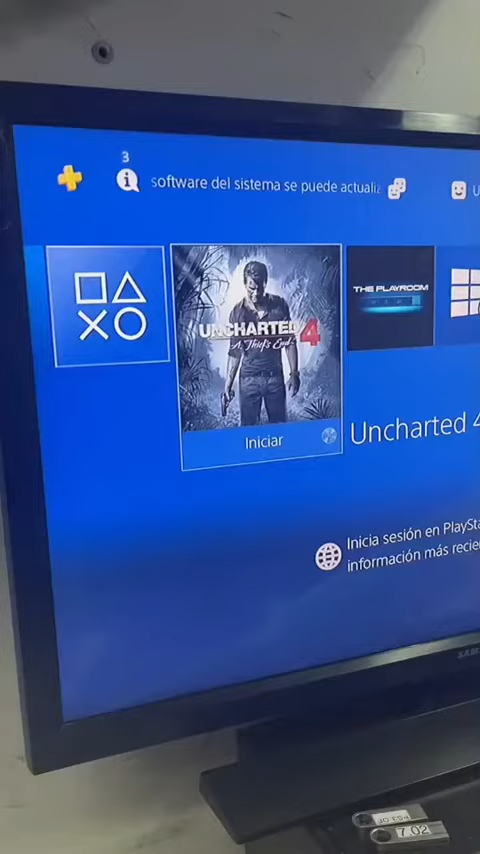 3
software del sistema se puede actualiz
U
THE PLAYROOM
UNCHARTED 4
A Thief's End
Iniciar
Uncharted 4
Inicia sesión en PlaySta
información más recie
SAM
7.02